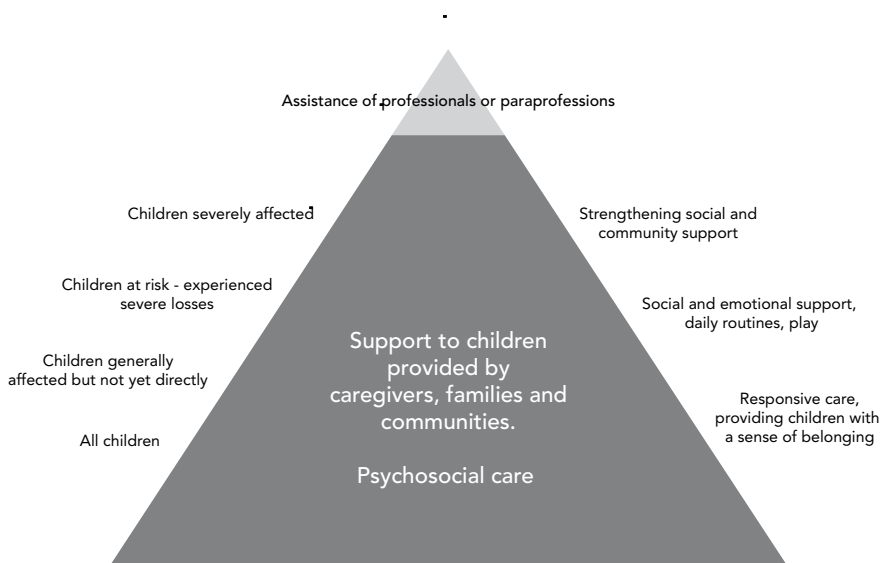 Assistance of professionals or paraprofessions
Children severely affected
Strengthening social and
community support
Children at risk - experienced
severe losses
Social and emotional support,
daily routines, play
Support to children
provided by
caregivers, families and
communities.
Children generally
affected but not yet directly
Responsive care,
providing children with
a sense of belonging
All children
Psychosocial care